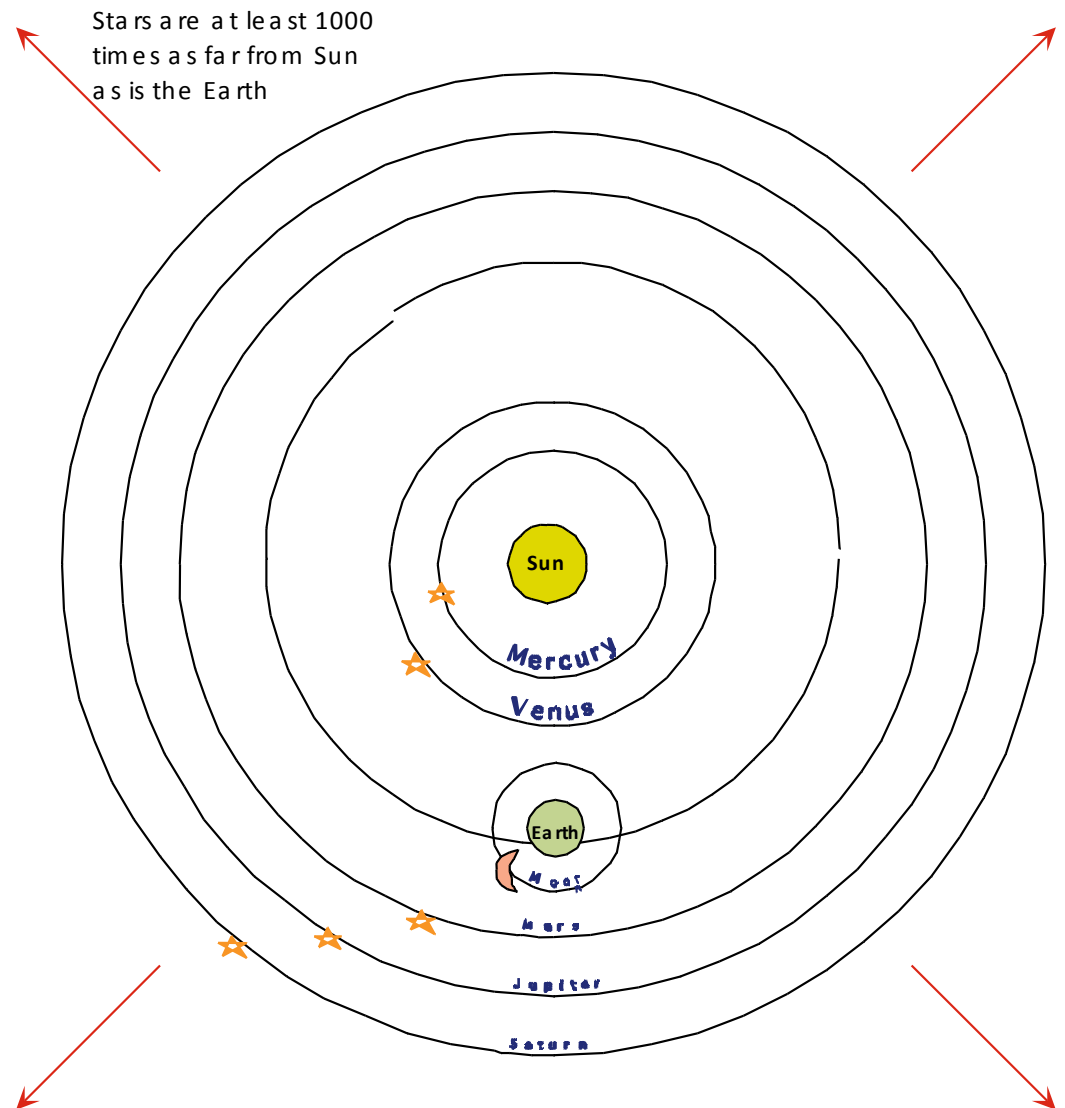 Stars are at least 1000
times as far from Sun
as is the Earth
Sun
Mercury
Venus
Earth
Moon
Mars
Jupiter
Saturn